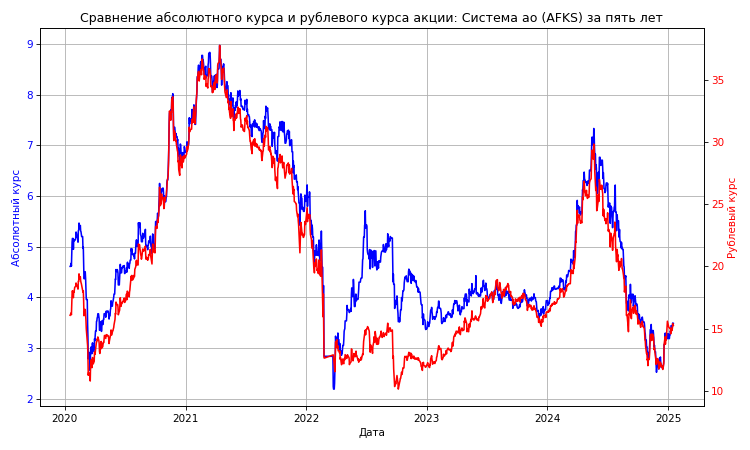 Сравнение абсолютного курса и рублевого курса акции: Система ао (AFKS) за пять лет
9
8
7
6
5
4
3
2
Абсолютный курс
35
30
25
20
15
10
Рублевый курс
2020 2021 2022 2023 2024 2025
Дата